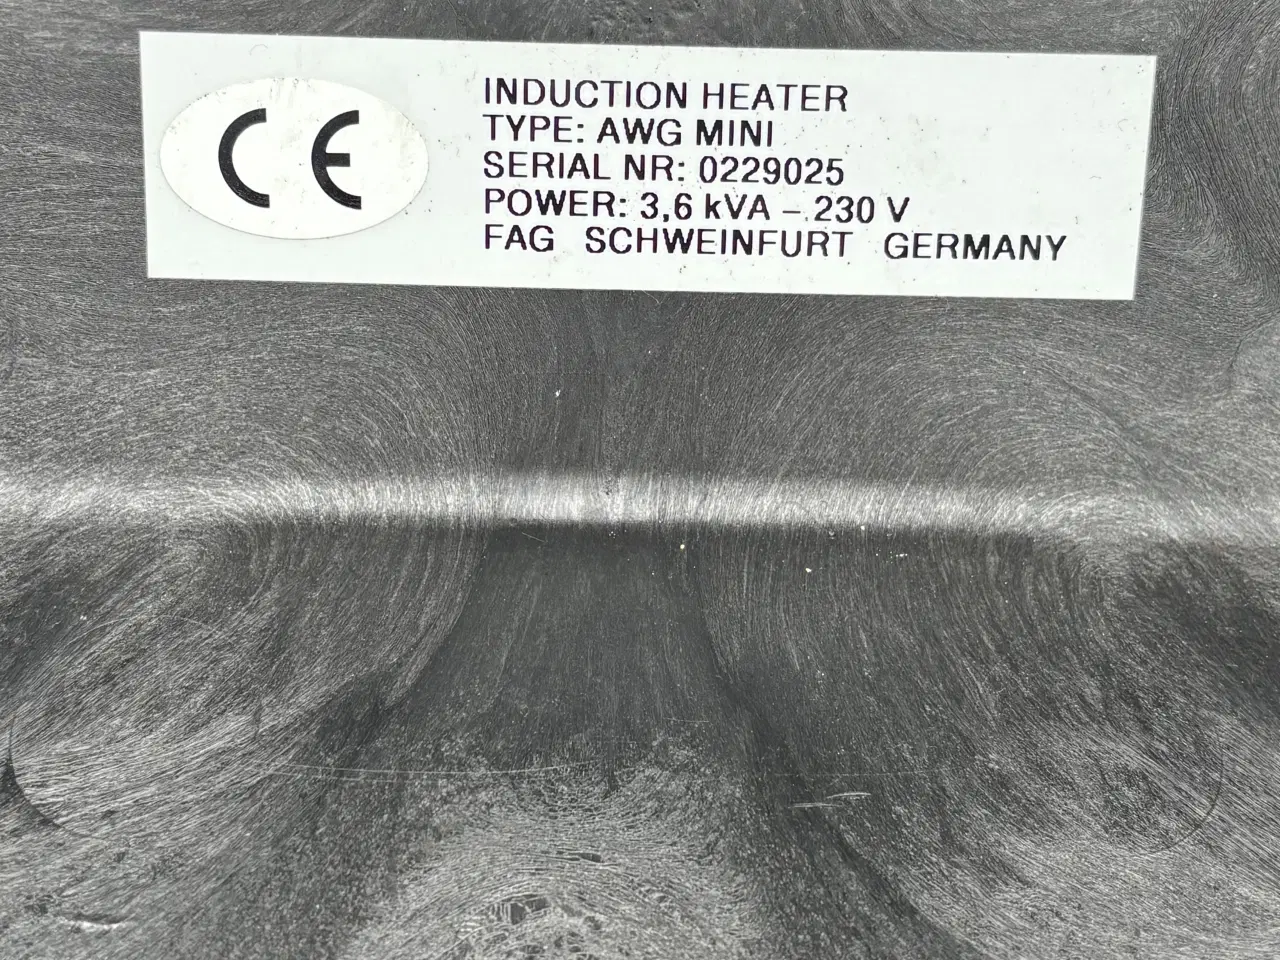 CE
INDUCTION HEATER
TYPE: AWG MINI
SERIAL NR: 0229025
POWER: 3,6 kVA – 230 V
FAG SCHWEINFURT GERMANY